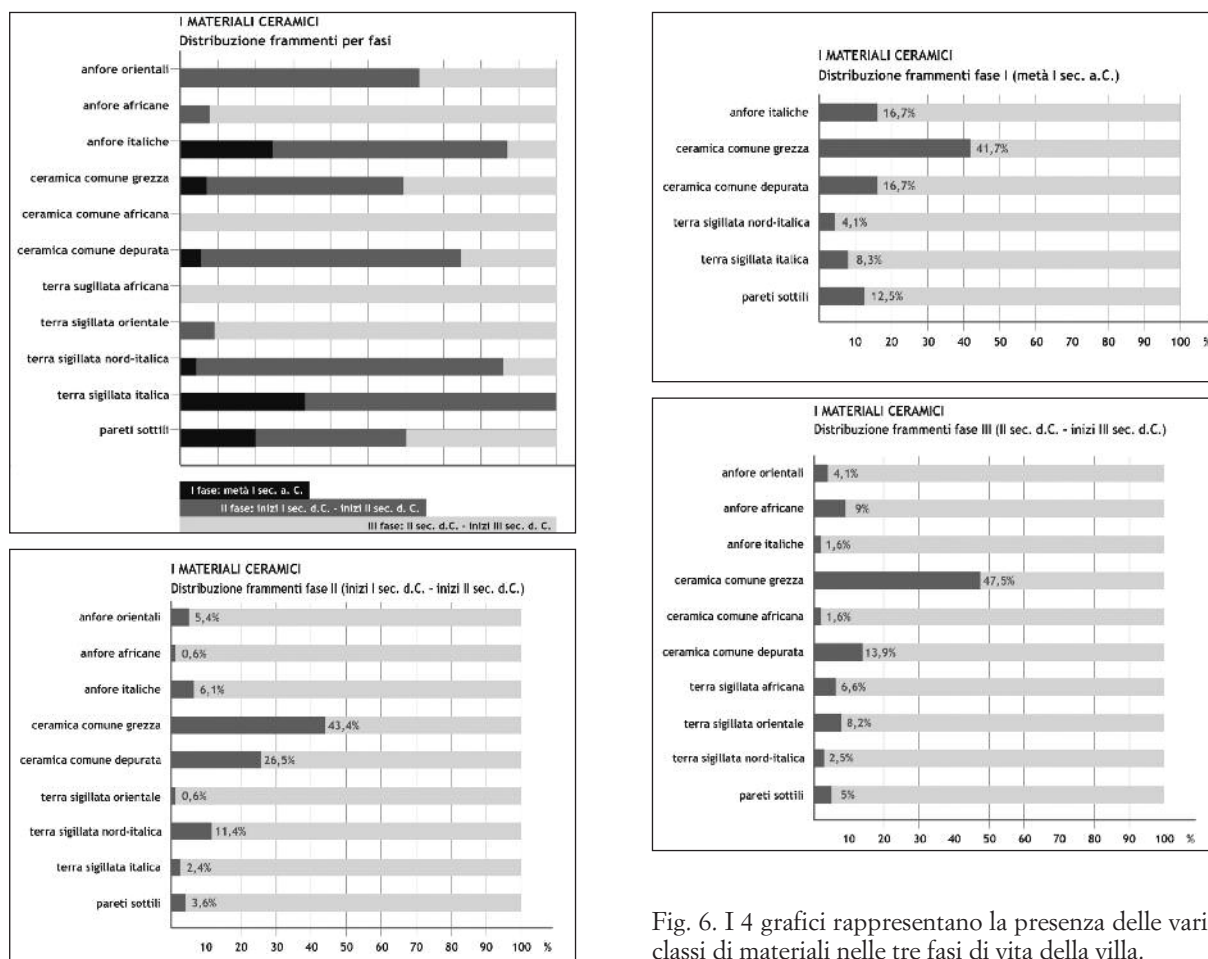 I MATERIALI CERAMICI
Distribuzione frammenti per fasi
anfore orientali
anfore africane
anfore italiche
ceramica comune grezza
ceramica comune africana
ceramica comune depurata
terra sugillata africana
terra sigillata orientale
terra sigillata nord-italica
terra sigillata italica
pareti sottili
I fase: metà I sec. a. C.
II fase: inizi I sec. d.C. - inizi II sec. d.C.
III fase: II sec. d.C. - inizi III sec. d. C.
I MATERIALI CERAMICI
Distribuzione frammenti fase II (inizi I sec. d.C. - inizi II sec. d.C.)
anfore orientali 5,4%
anfore africane 0,6%
anfore italiche 6,1%
ceramica comune grezza 43,4%
ceramica comune depurata 26,5%
terra sigillata orientale 0,6%
terra sigillata nord-italica 11,4%
terra sigillata italica 2,4%
pareti sottili 3,6%
10 20 30 40 50 60 70 80 90 100 %
I MATERIALI CERAMICI
Distribuzione frammenti fase I (metà I sec. a.C.)
anfore italiche 16,7%
ceramica comune grezza 41,7%
ceramica comune depurata 16,7%
terra sigillata nord-italica 4,1%
terra sigillata italica 8,3%
pareti sottili 12,5%
10 20 30 40 50 60 70 80 90 100 %
I MATERIALI CERAMICI
Distribuzione frammenti fase III (II sec. d.C. - inizi III sec. d.C.)
anfore orientali 4,1%
anfore africane 9%
anfore italiche 1,6%
ceramica comune grezza 47,5%
ceramica comune africana 1,6%
ceramica comune depurata 13,9%
terra sigillata africana 6,6%
terra sigillata orientale 8,2%
terra sigillata nord-italica 2,5%
pareti sottili 5%
10 20 30 40 50 60 70 80 90 100 %
Fig. 6. I 4 grafici rappresentano la presenza delle vari
classi di materiali nelle tre fasi di vita della villa.